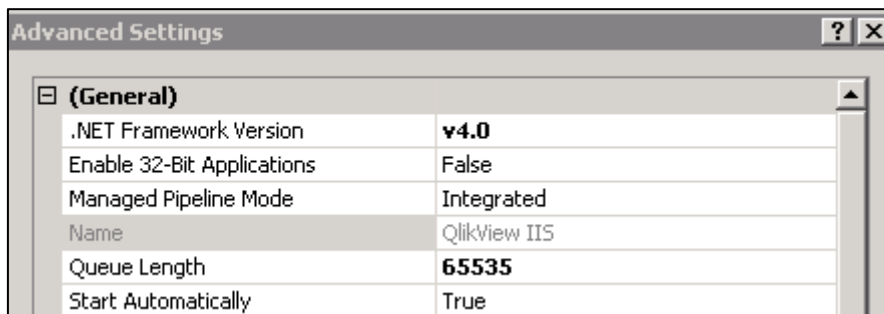 Advanced Settings
(General)
.NET Framework Version v4.0
Enable 32-Bit Applications False
Managed Pipeline Mode Integrated
Name QlikView IIS
Queue Length 65535
Start Automatically True